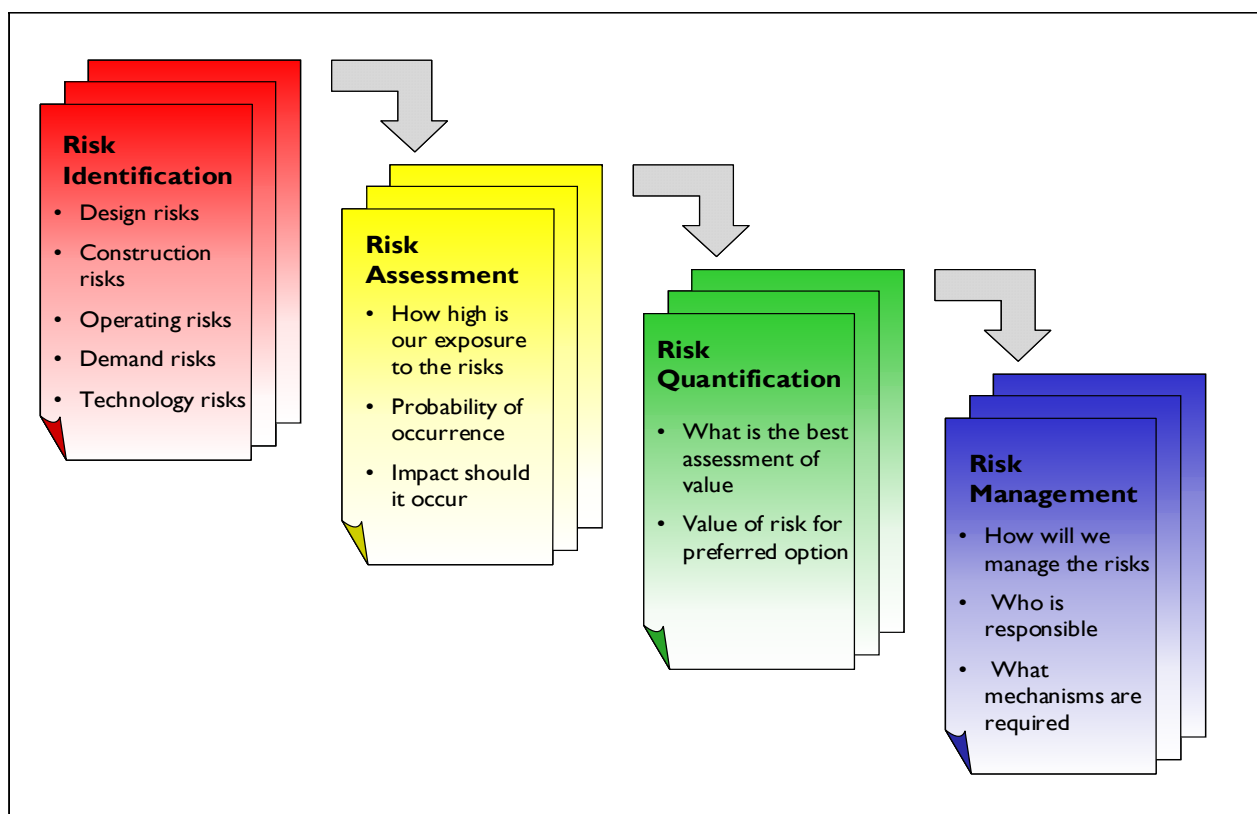 Risk
Identification
• Design risks
• Construction
risks
• Operating risks
• Demand risks
• Technology risks
Risk
Assessment
• How high is
our exposure
to the risks
• Probability of
occurrence
• Impact should
it occur
Risk
Quantification
• What is the best
assessment of
value
• Value of risk for
preferred option
Risk
Management
• How will we
manage the risks
• Who is
responsible
• What
mechanisms are
required